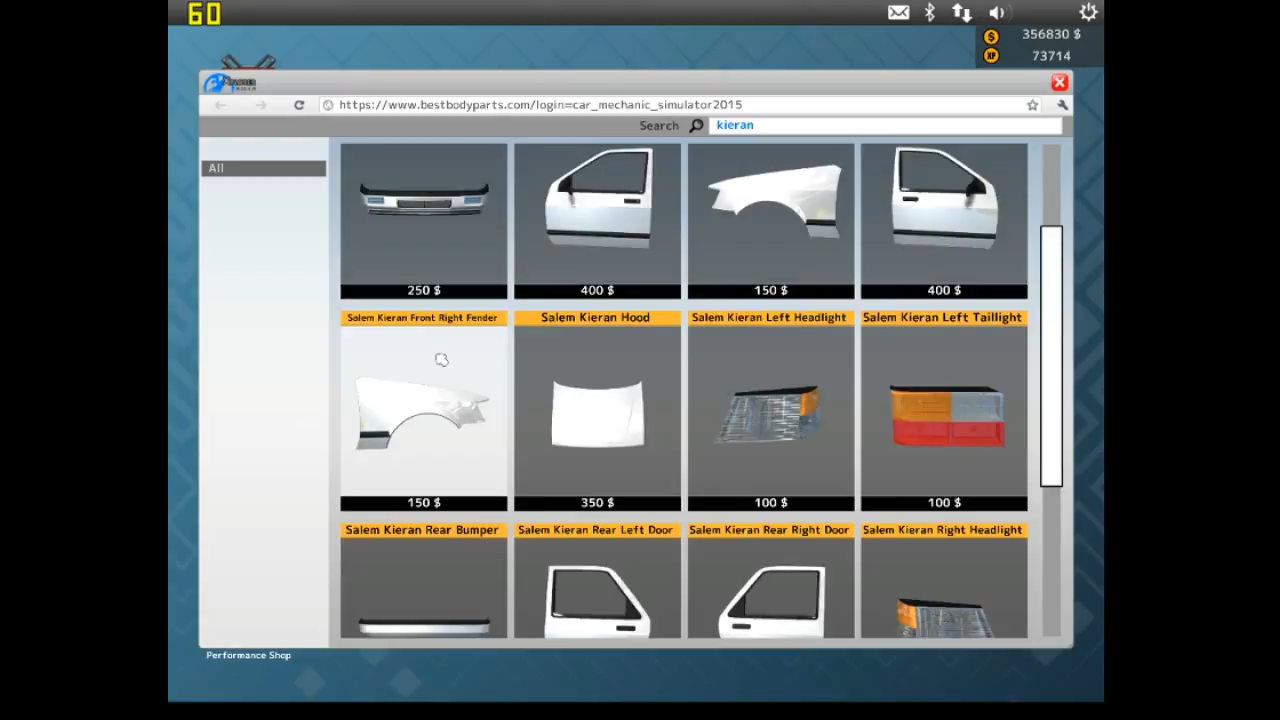 60
$ 356830 $
XP 73714
https://www.bestbodyparts.com/login=car_mechanic_simulator2015
Search kieran
All
250 $ 400 $ 150 $ 400 $
Salem Kieran Front Right Fender Salem Kieran Hood Salem Kieran Left Headlight Salem Kieran Left Taillight
150 $ 350 $ 100 $ 100 $
Salem Kieran Rear Bumper Salem Kieran Rear Left Door Salem Kieran Rear Right Door Salem Kieran Right Headlight
Performance Shop